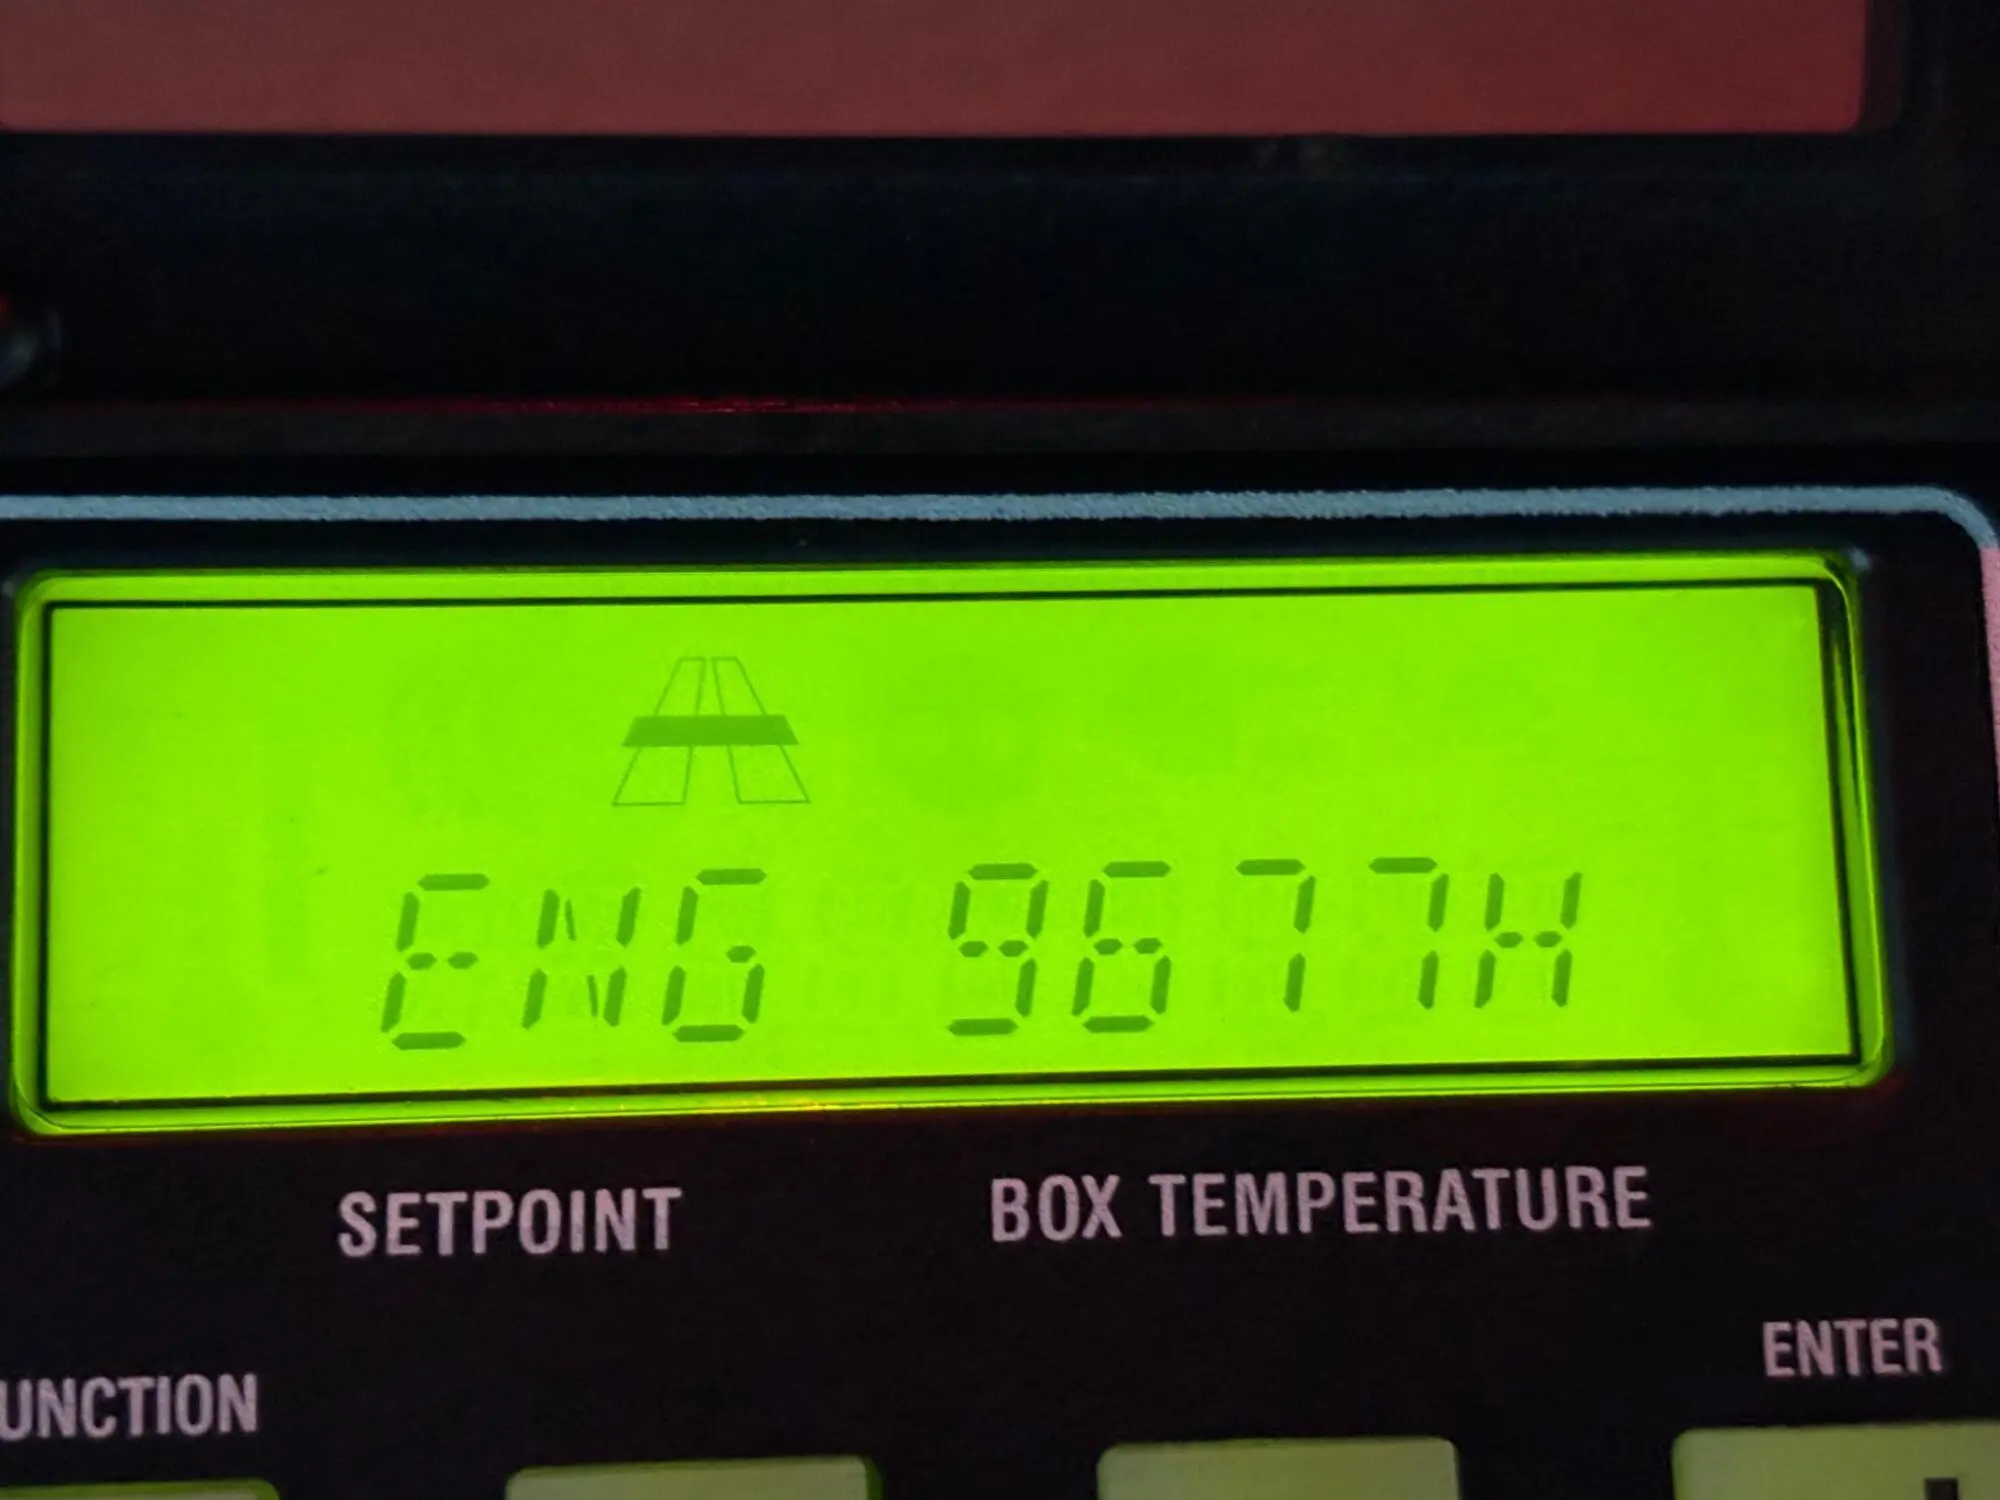 ENG 9677H
SETPOINT BOX TEMPERATURE
ENTER
UNCTION